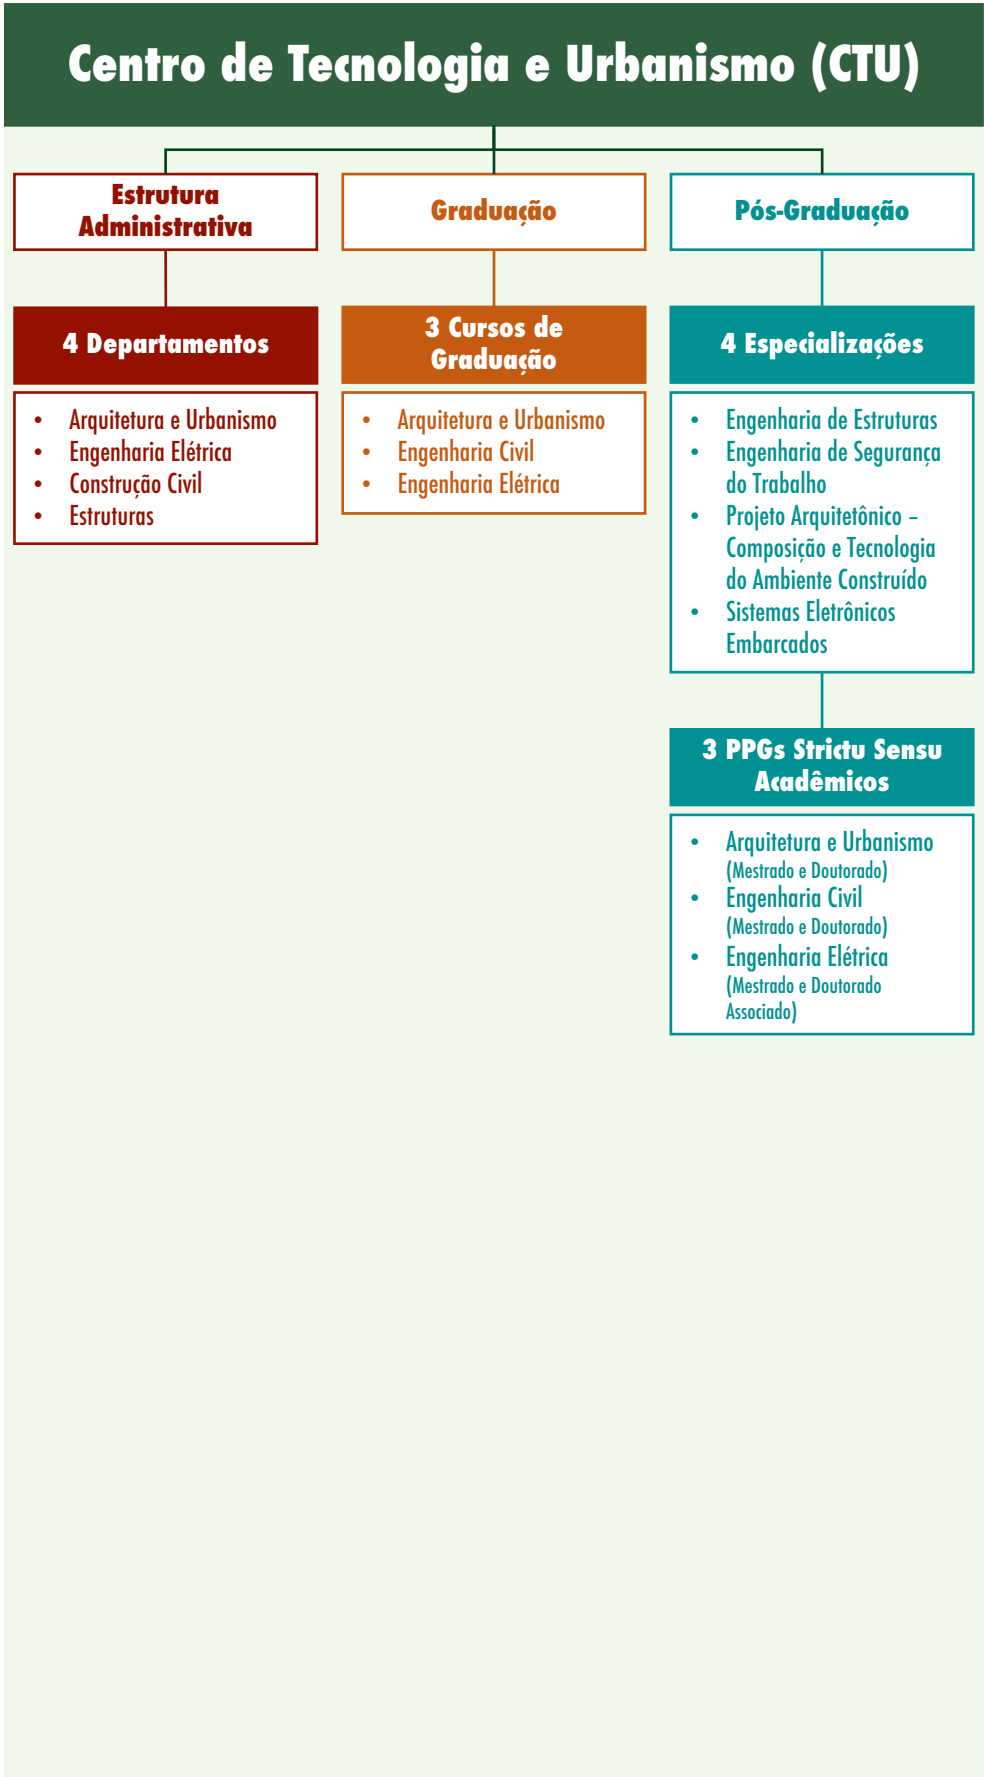 Centro de Tecnologia e Urbanismo (CTU)
Estrutura
Administrativa
4 Departamentos
• Arquitetura e Urbanismo
• Engenharia Elétrica
• Construção Civil
• Estruturas
Graduação
3 Cursos de
Graduação
• Arquitetura e Urbanismo
• Engenharia Civil
• Engenharia Elétrica
Pós-Graduação
4 Especializações
• Engenharia de Estruturas
• Engenharia de Segurança
do Trabalho
• Projeto Arquitetônico –
Composição e Tecnologia
do Ambiente Construído
• Sistemas Eletrônicos
Embarcados
3 PPGs Strictu Sensu
Acadêmicos
• Arquitetura e Urbanismo
(Mestrado e Doutorado)
• Engenharia Civil
(Mestrado e Doutorado)
• Engenharia Elétrica
(Mestrado e Doutorado
Associado)